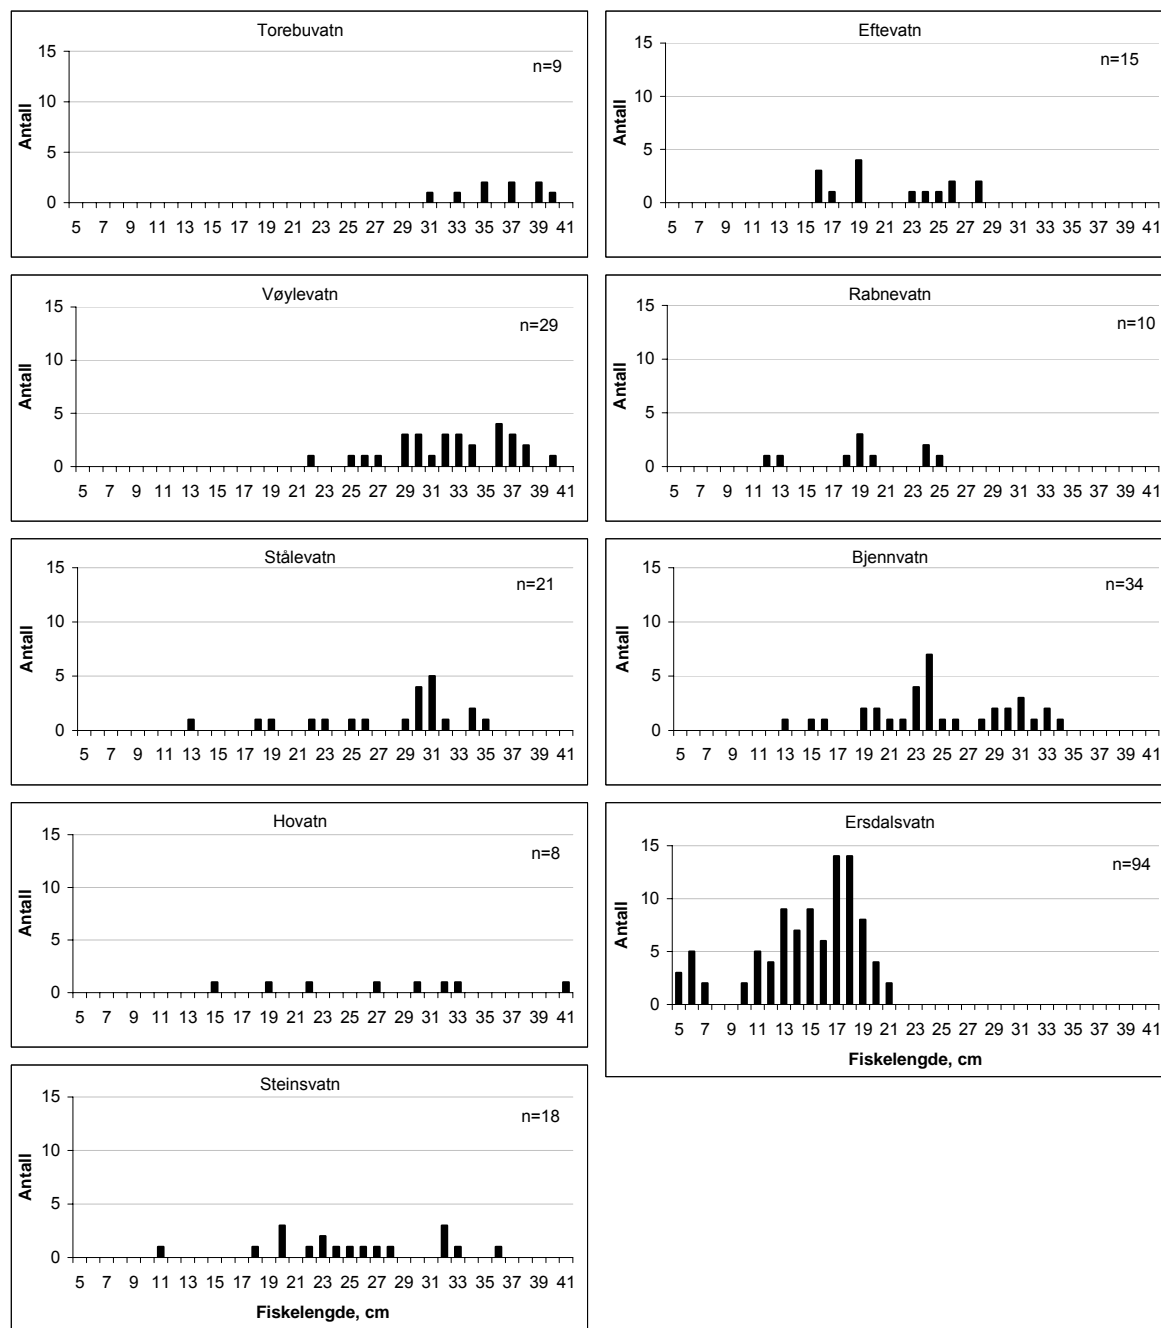 Torebuvatn
n=9
15
10
5
0
Antall
5 7 9 11 13 15 17 19 21 23 25 27 29 31 33 35 37 39 41
Eftevatn
n=15
15
10
5
0
Antall
5 7 9 11 13 15 17 19 21 23 25 27 29 31 33 35 37 39 41
Vøylevatn
n=29
15
10
5
0
Antall
5 7 9 11 13 15 17 19 21 23 25 27 29 31 33 35 37 39 41
Rabnevatn
n=10
15
10
5
0
Antall
5 7 9 11 13 15 17 19 21 23 25 27 29 31 33 35 37 39 41
Stålevatn
n=21
15
10
5
0
Antall
5 7 9 11 13 15 17 19 21 23 25 27 29 31 33 35 37 39 41
Bjennvatn
n=34
15
10
5
0
Antall
5 7 9 11 13 15 17 19 21 23 25 27 29 31 33 35 37 39 41
Hovatn
n=8
15
10
5
0
Antall
5 7 9 11 13 15 17 19 21 23 25 27 29 31 33 35 37 39 41
Ersdalsvatn
n=94
15
10
5
0
Antall
5 7 9 11 13 15 17 19 21 23 25 27 29 31 33 35 37 39 41
Fiskelengde, cm
Steinsvatn
n=18
15
10
5
0
Antall
5 7 9 11 13 15 17 19 21 23 25 27 29 31 33 35 37 39 41
Fiskelengde, cm